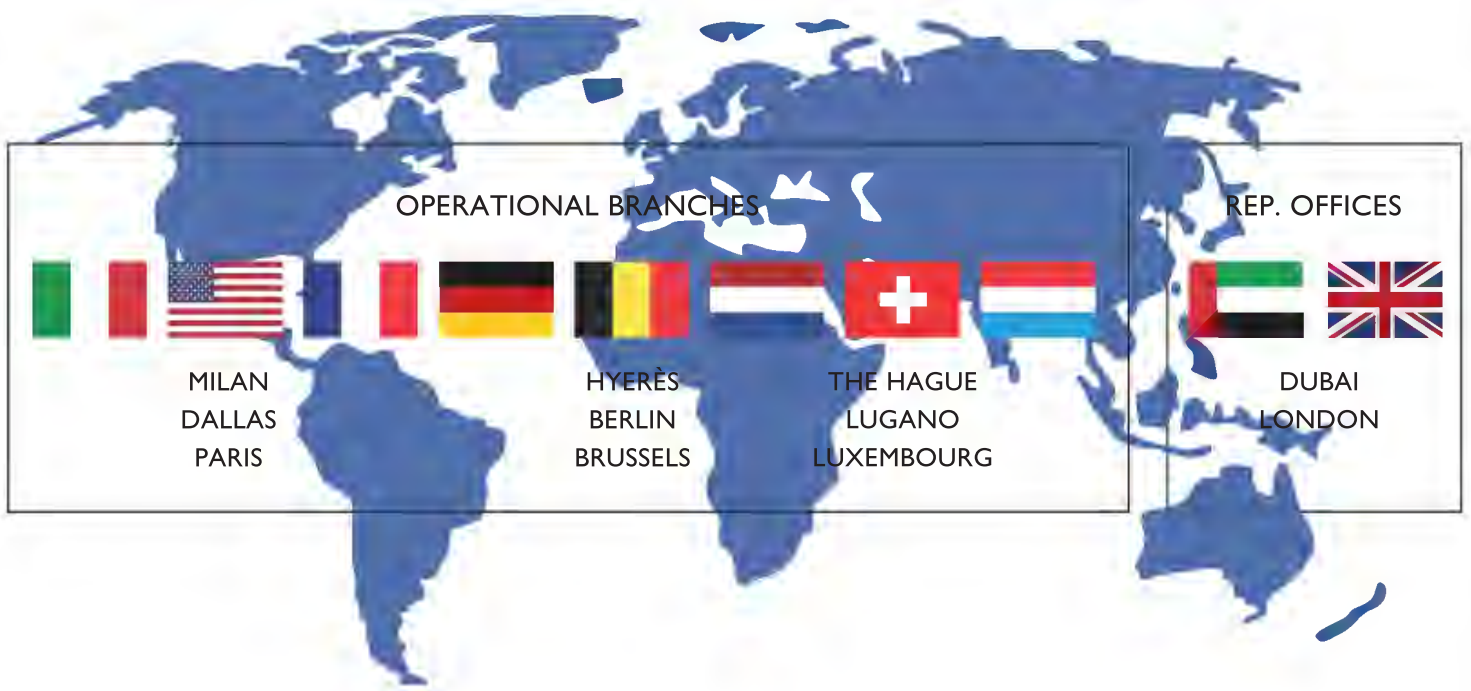 OPERATIONAL BRANCHES
MILAN
DALLAS
PARIS
HYERÈS
BERLIN
BRUSSELS
THE HAGUE
LUGANO
LUXEMBOURG
REP. OFFICES
DUBAI
LONDON